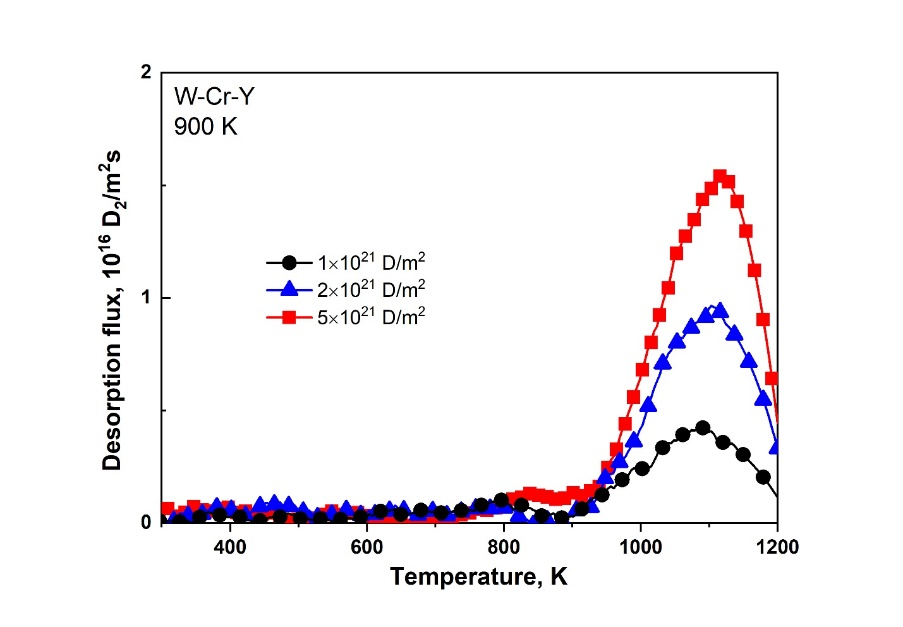 2
W-Cr-Y
900 K
Desorption flux, 10¹⁶ D₂/m²s
1×10²¹ D/m²
2×10²¹ D/m²
5×10²¹ D/m²
1
0
400 600 800 1000 1200
Temperature, K